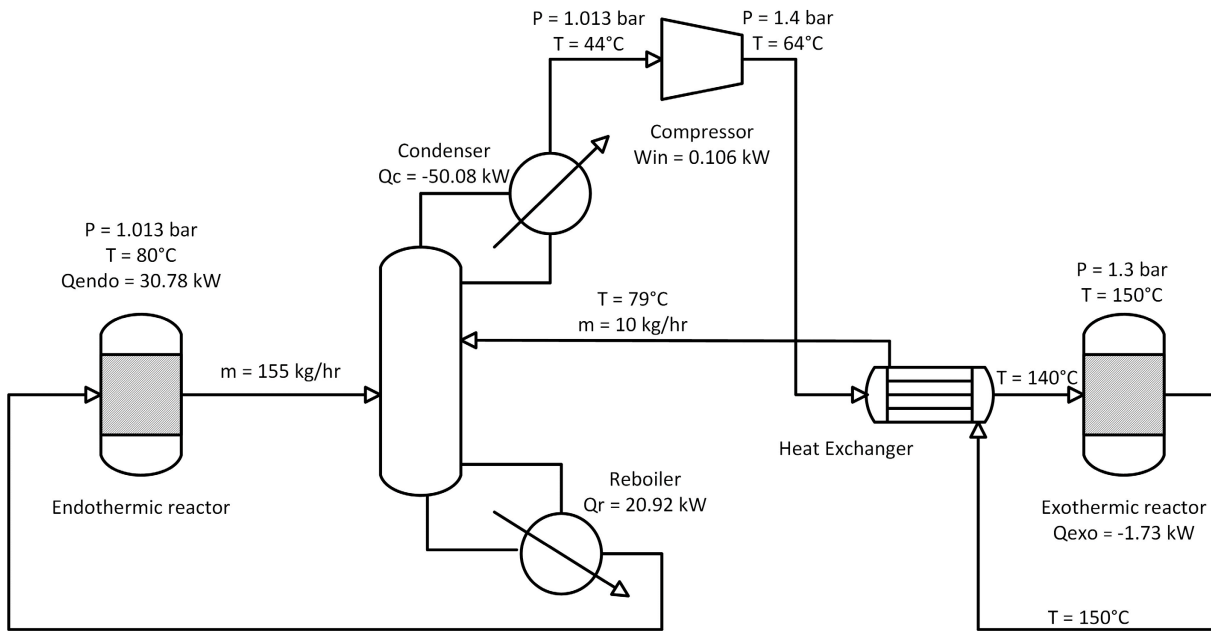 P = 1.013 bar
T = 44°C
P = 1.4 bar
T = 64°C
Compressor
Win = 0.106 kW
Condenser
Qc = -50.08 kW
P = 1.013 bar
T = 80°C
Qendo = 30.78 kW
P = 1.3 bar
T = 150°C
T = 79°C
m = 10 kg/hr
m = 155 kg/hr
T = 140°C
Heat Exchanger
Reboiler
Qr = 20.92 kW
Endothermic reactor
Exothermic reactor
Qexo = -1.73 kW
T = 150°C